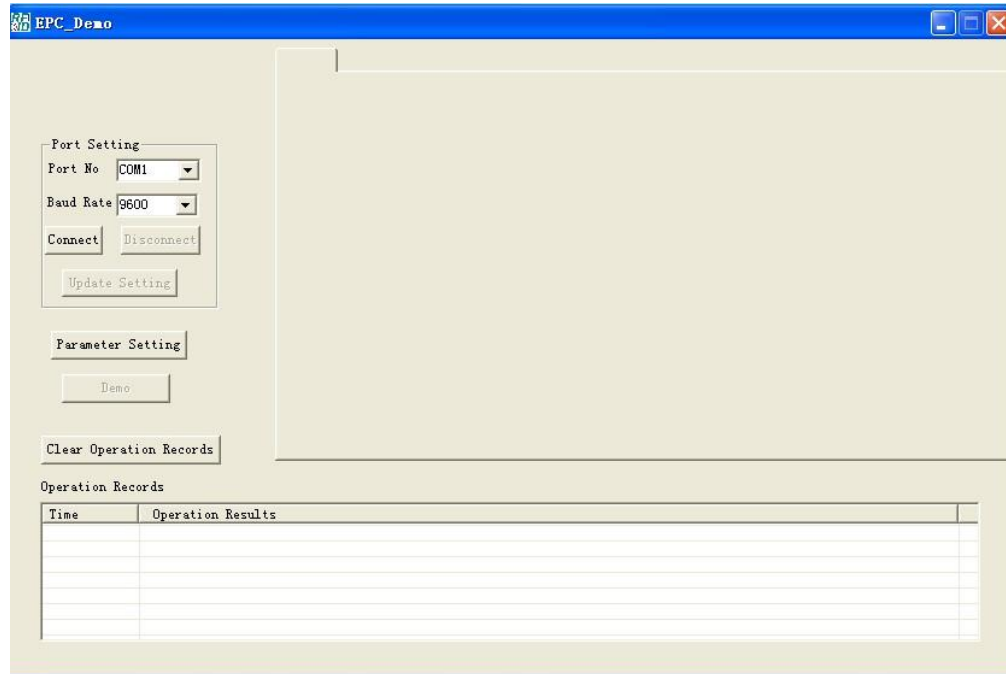 EPC_Demo
Port Setting
Port No COM1
Baud Rate 9600
Connect Disconnect
Update Setting
Parameter Setting
Demo
Clear Operation Records
Operation Records
Time Operation Results